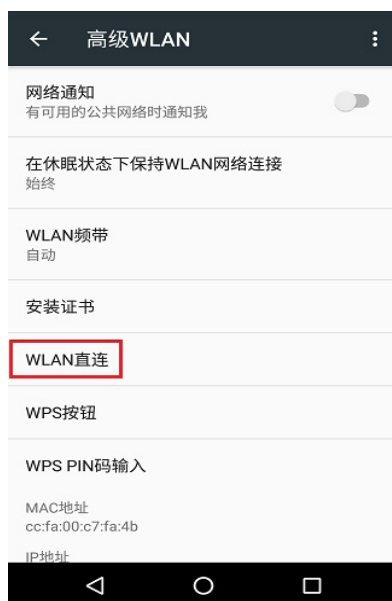 高级WLAN
网络通知
有可用的公共网络时通知我
在休眠状态下保持WLAN网络连接
始终
WLAN频带
自动
安装证书
WLAN直连
WPS按钮
WPS PIN码输入
MAC地址
cc:fa:00:c7:fa:4b
IP地址